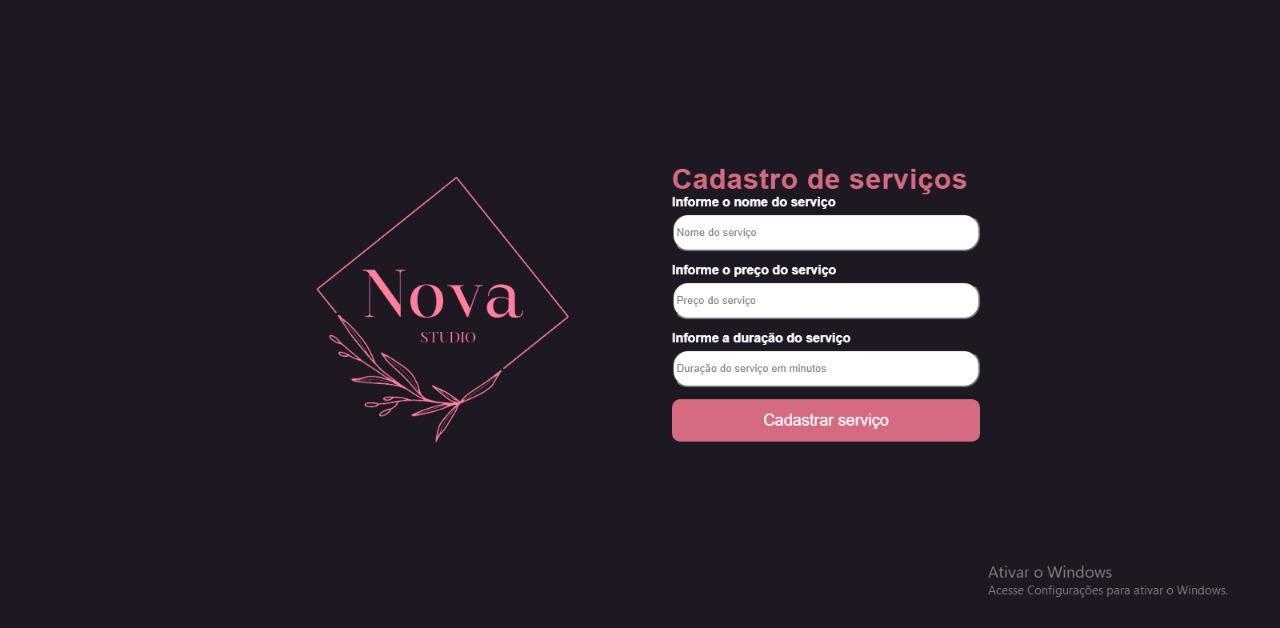 Nova
STUDIO
Cadastro de serviços
Informe o nome do serviço
Nome do serviço
Informe o preço do serviço
Preço do serviço
Informe a duração do serviço
Duração do serviço em minutos
Cadastrar serviço
Ativar o Windows
Acesse Configurações para ativar o Windows.